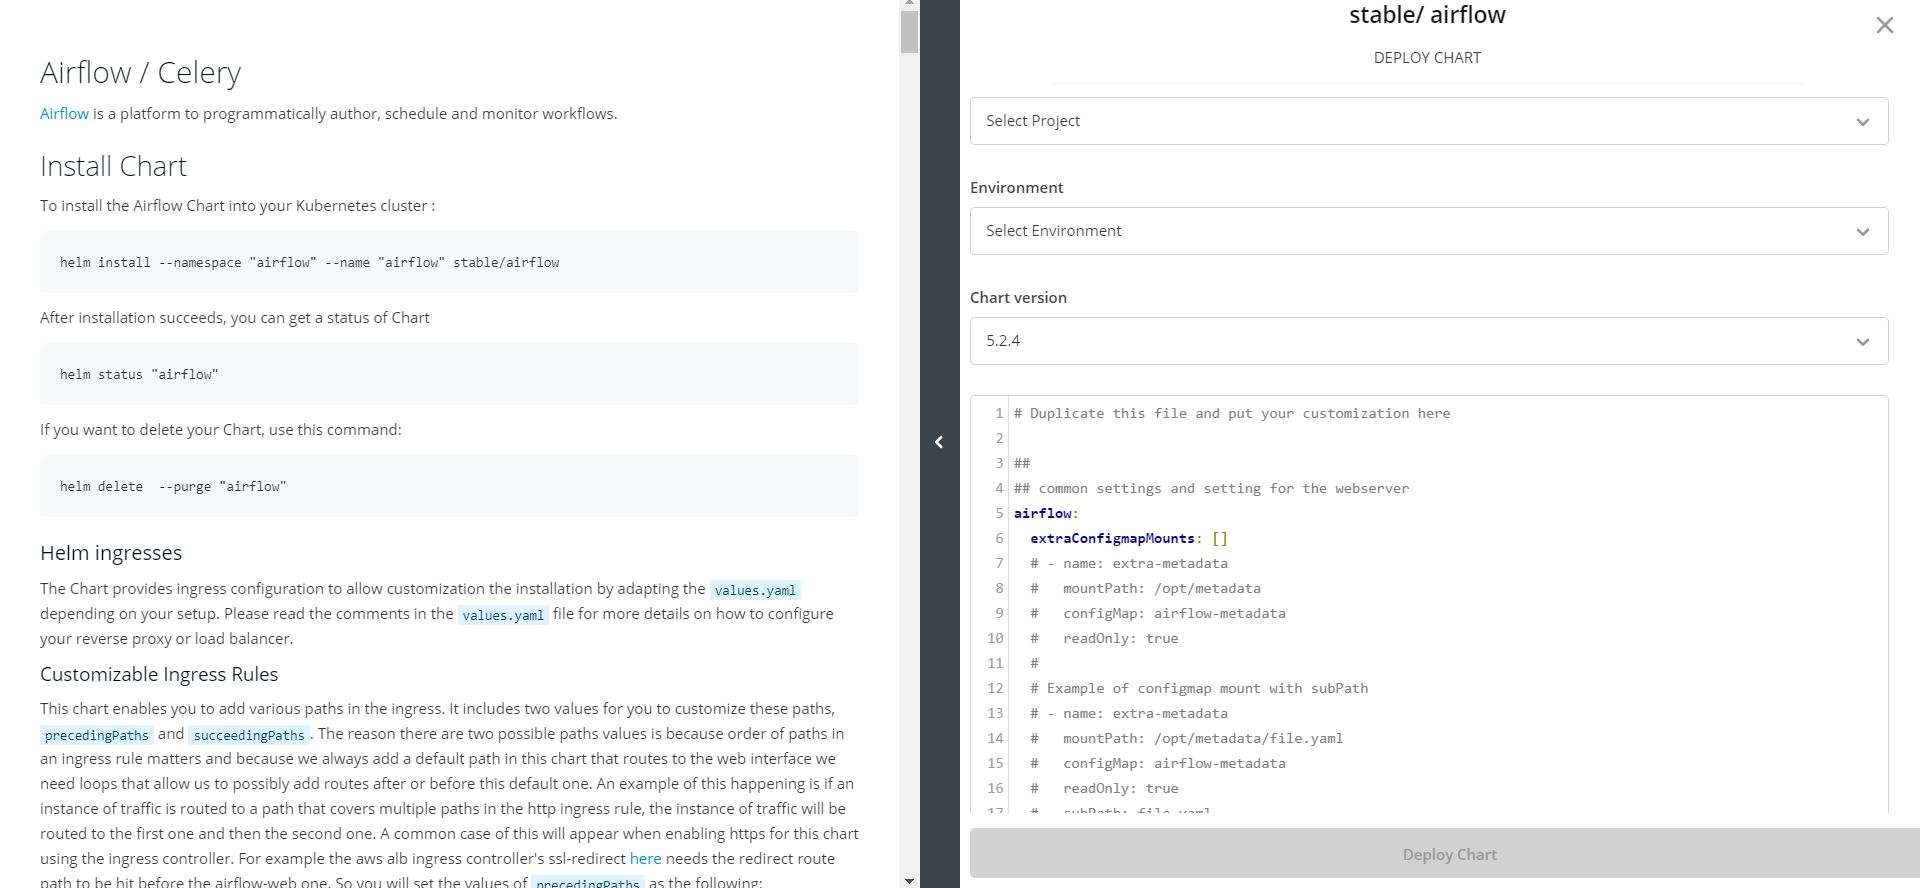 Airflow / Celery
Airflow is a platform to programmatically author, schedule and monitor workflows.
Install Chart
To install the Airflow Chart into your Kubernetes cluster :
helm install --namespace "airflow" --name "airflow" stable/airflow
After installation succeeds, you can get a status of Chart
helm status "airflow"
If you want to delete your Chart, use this command:
helm delete  --purge "airflow"
Helm ingresses
The Chart provides ingress configuration to allow customization the installation by adapting the values.yaml
depending on your setup. Please read the comments in the values.yaml file for more details on how to configure
your reverse proxy or load balancer.
Customizable Ingress Rules
This chart enables you to add various paths in the ingress. It includes two values for you to customize these paths,
precedingPaths and succeedingPaths. The reason there are two possible paths values is because order of paths in
an ingress rule matters and because we always add a default path in this chart that routes to the web interface we
need loops that allow us to possibly add routes after or before this default one. An example of this happening is if an
instance of traffic is routed to a path that covers multiple paths in the http ingress rule, the instance of traffic will be
routed to the first one and then the second one. A common case of this will appear when enabling https for this chart
using the ingress controller. For example the aws alb ingress controller's ssl-redirect here needs the redirect route
path to be hit before the airflow-web one. So you will set the values of precedingPaths as the following:
stable/ airflow
DEPLOY CHART
Select Project
Environment
Select Environment
Chart version
5.2.4
1 # Duplicate this file and put your customization here
2
3 ##
4 ## common settings and setting for the webserver
5 airflow:
6   extraConfigmapMounts: []
7   # - name: extra-metadata
8   #   mountPath: /opt/metadata
9   #   configMap: airflow-metadata
10   #   readOnly: true
11   #
12   # Example of configmap mount with subPath
13   # - name: extra-metadata
14   #   mountPath: /opt/metadata/file.yaml
15   #   configMap: airflow-metadata
16   #   readOnly: true
17   #   subPath: file.yaml
Deploy Chart